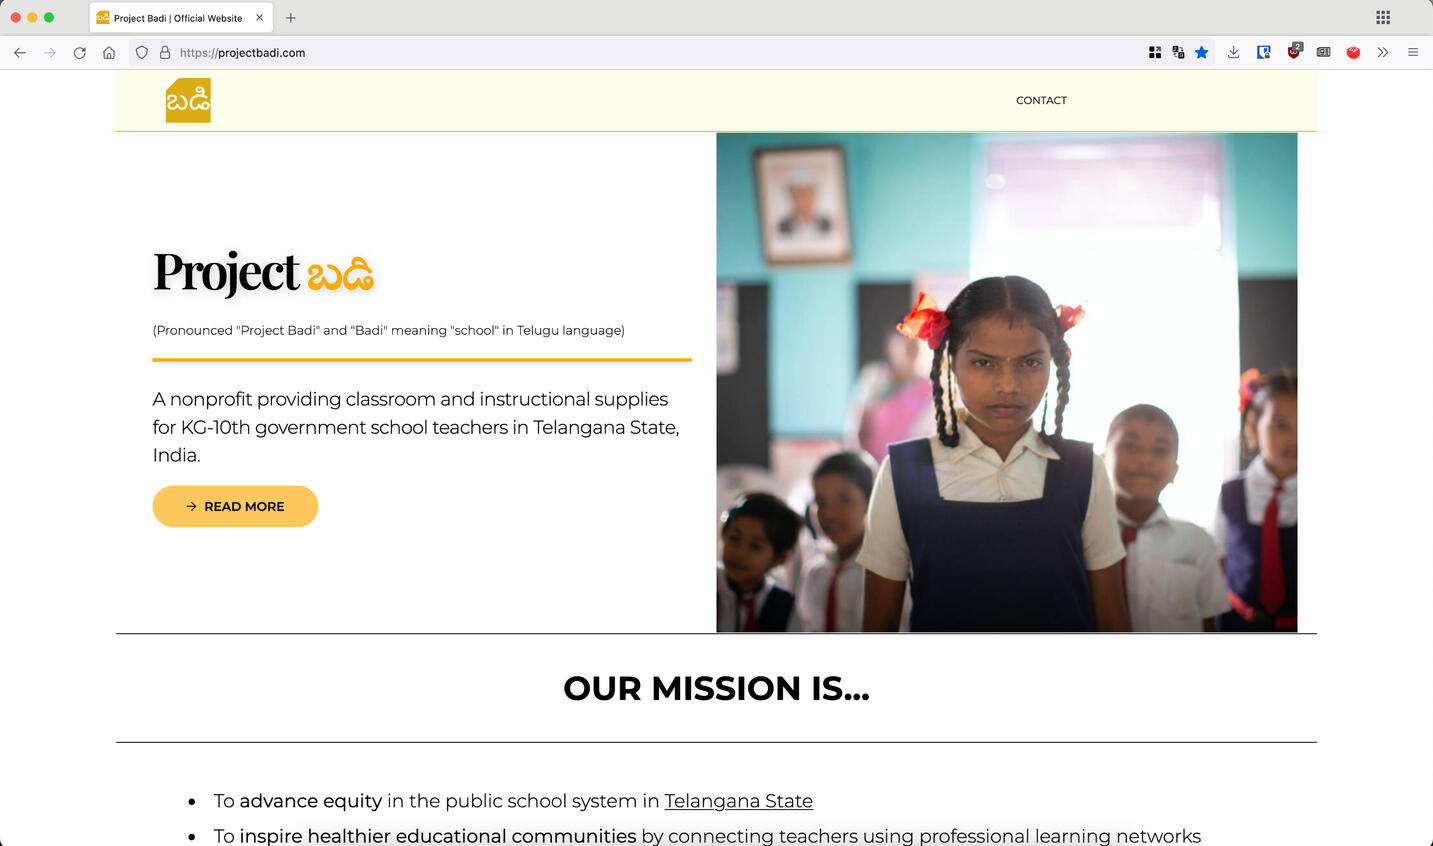 Project Badi | Official Website
https://projectbadi.com
2
బడి
CONTACT
Project బడి
(Pronounced "Project Badi" and "Badi" meaning "school" in Telugu language)
A nonprofit providing classroom and instructional supplies
for KG-10th government school teachers in Telangana State,
India.
→ READ MORE
OUR MISSION IS...
• To advance equity in the public school system in Telangana State
• To inspire healthier educational communities by connecting teachers using professional learning networks